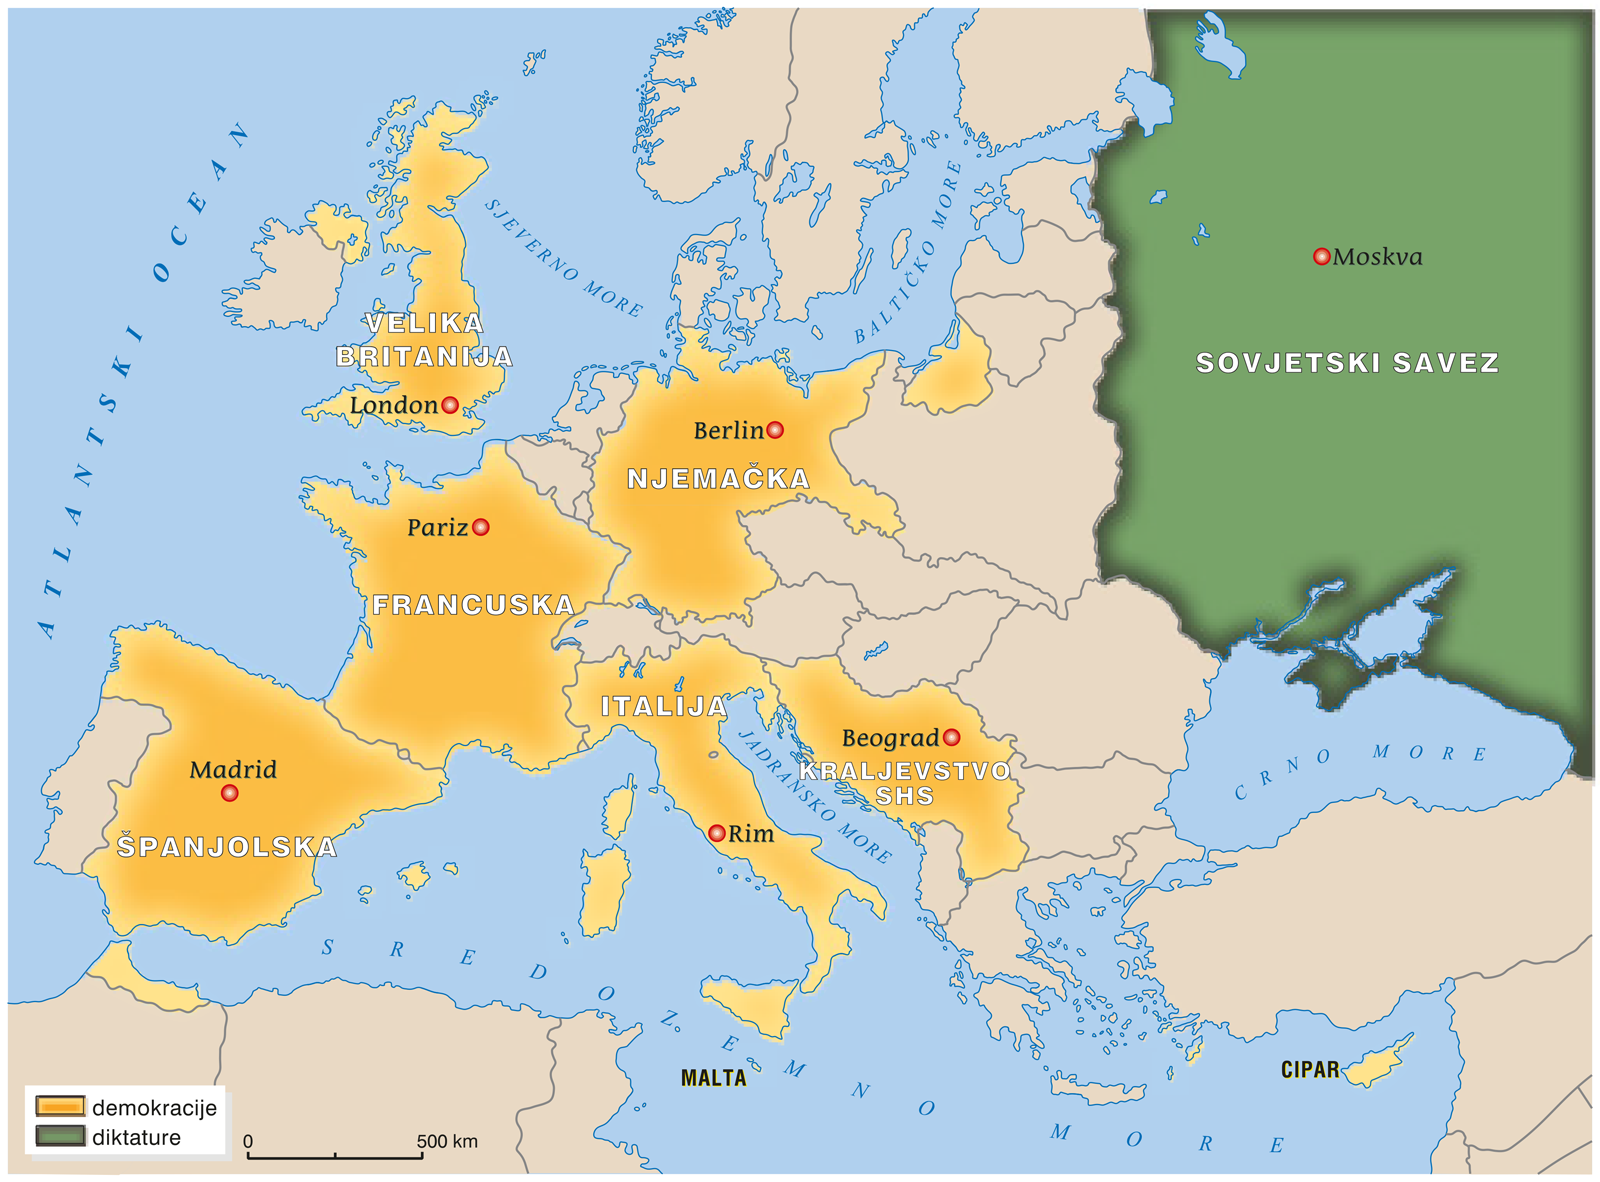 ATLANTSKI OCEAN
SJEVERNO MORE
BALTIČKO MORE
Moskva
SOVJETSKI SAVEZ
VELIKA
BRITANIJA
London
Berlin
NJEMAČKA
Pariz
FRANCUSKA
ITALIJA
JADRANSKO MORE
Beograd
KRALJEVSTVO
SHS
CRNO MORE
Madrid
ŠPANJOLSKA
Rim
SREDOZEMNO MORE
MALTA
CIPAR
demokracije
diktature
0 500 km